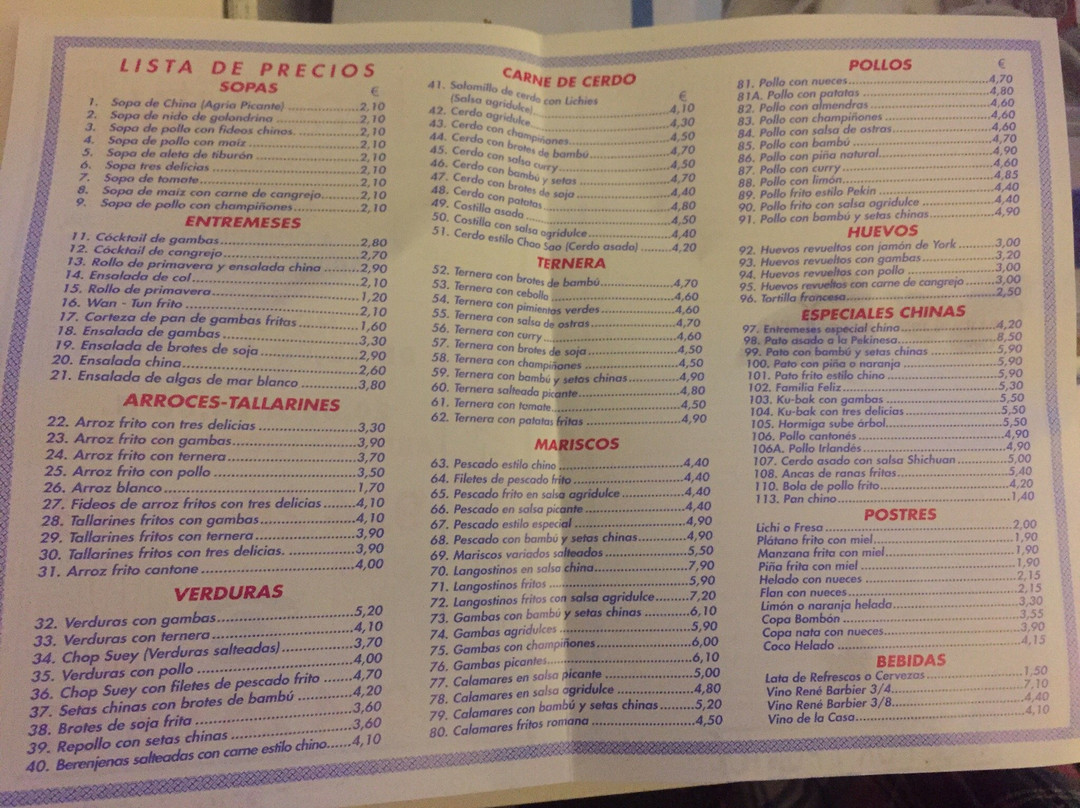 LISTA DE PRECIOS
SOPAS
€
1. Sopa de China (Agria Picante) 2,10
2. Sopa de nido de golondrina 2,10
3. Sopa de pollo con fideos chinos. 2,10
4. Sopa de pollo con maíz 2,10
5. Sopa de aleta de tiburón 2,10
6. Sopa tres delicias 2,10
7. Sopa de tomate 2,10
8. Sopa de maíz con carne de cangrejo 2,10
9. Sopa de pollo con champiñones 2,10
ENTREMESES
11. Cócktail de gambas 2,80
12. Cócktail de cangrejo 2,70
13. Rollo de primavera y ensalada china 2,90
14. Ensalada de col 2,10
15. Rollo de primavera 1,20
16. Wan - Tun frito 2,10
17. Corteza de pan de gambas fritas 1,60
18. Ensalada de gambas 3,30
19. Ensalada de brotes de soja 2,90
20. Ensalada china 2,60
21. Ensalada de algas de mar blanco 3,80
ARROCES-TALLARINES
22. Arroz frito con tres delicias 3,30
23. Arroz frito con gambas 3,90
24. Arroz frito con ternera 3,70
25. Arroz frito con pollo 3,50
26. Arroz blanco 1,70
27. Fideos de arroz fritos con tres delicias 4,10
28. Tallarines fritos con gambas 4,10
29. Tallarines fritos con ternera 3,90
30. Tallarines fritos con tres delicias. 3,90
31. Arroz frito cantone 4,00
VERDURAS
32. Verduras con gambas 5,20
33. Verduras con ternera 4,10
34. Chop Suey (Verduras salteadas) 3,70
35. Verduras con pollo 4,00
36. Chop Suey con filetes de pescado frito 4,70
37. Setas chinas con brotes de bambú 4,20
38. Brotes de soja frita 3,60
39. Repollo con setas chinas 3,60
40. Berenjenas salteadas con carne estilo chino 4,10
CARNE DE CERDO
€
41. Solomillo de cerdo con Lichies
(Salsa agridulce) 4,10
42. Cerdo agridulce 4,30
43. Cerdo con champiñones 4,50
44. Cerdo con brotes de bambú 4,70
45. Cerdo con salsa curry 4,50
46. Cerdo con bambú y setas 4,70
47. Cerdo con brotes de soja 4,40
48. Cerdo con patatas 4,80
49. Costilla asada 4,50
50. Costilla con salsa agridulce 4,40
51. Cerdo estilo Chao Sao (Cerdo asado) 4,20
TERNERA
52. Ternera con brotes de bambú 4,70
53. Ternera con cebolla 4,60
54. Ternera con pimientas verdes 4,60
55. Ternera con salsa de ostras 4,70
56. Ternera con curry 4,60
57. Ternera con brotes de soja 4,50
58. Ternera con champiñones 4,50
59. Ternera con bambú y setas chinas 4,90
60. Ternera salteada picante 4,80
61. Ternera con tomate 4,50
62. Ternera con patatas fritas 4,90
MARISCOS
63. Pescado estilo chino 4,40
64. Filetes de pescado frito 4,40
65. Pescado frito en salsa agridulce 4,40
66. Pescado en salsa picante 4,40
67. Pescado estilo especial 4,90
68. Pescado con bambú y setas chinas 4,90
69. Mariscos variados salteados 5,50
70. Langostinos en salsa china 7,90
71. Langostinos fritos 5,90
72. Langostinos fritos con salsa agridulce 7,20
73. Gambas con bambú y setas chinas 6,10
74. Gambas agridulces 5,90
75. Gambas con champiñones 6,00
76. Gambas picantes 6,10
77. Calamares en salsa picante 5,00
78. Calamares en salsa agridulce 4,80
79. Calamares con bambú y setas chinas 5,20
80. Calamares fritos romana 4,50
POLLOS
€
81. Pollo con nueces 4,70
81A. Pollo con patatas 4,80
82. Pollo con almendras 4,60
83. Pollo con champiñones 4,60
84. Pollo con salsa de ostras 4,60
85. Pollo con bambú 4,70
86. Pollo con piña natural 4,90
87. Pollo con curry 4,60
88. Pollo con limón 4,85
89. Pollo frito estilo Pekin 4,40
90. Pollo frito con salsa agridulce 4,40
91. Pollo con bambú y setas chinas 4,90
HUEVOS
92. Huevos revueltos con jamón de York 3,00
93. Huevos revueltos con gambas 3,20
94. Huevos revueltos con pollo 3,00
95. Huevos revueltos con carne de cangrejo 3,00
96. Tortilla francesa 2,50
ESPECIALES CHINAS
97. Entremeses especial china 4,20
98. Pato asado a la Pekinesa 8,50
99. Pato con bambú y setas chinas 5,90
100. Pato con piña o naranja 5,90
101. Pato frito estilo chino 5,90
102. Familia Feliz 5,30
103. Ku-bak con gambas 5,50
104. Ku-bak con tres delicias 5,50
105. Hormiga sube árbol 5,50
106. Pollo cantonés 4,90
106A. Pollo Irlandés 4,90
107. Cerdo asado con salsa Shichuan 5,00
108. Ancas de ranas fritas 5,40
110. Bola de pollo frito 4,20
113. Pan chino 1,40
POSTRES
Lichi o Fresa 2,00
Plátano frito con miel 1,90
Manzana frita con miel 1,90
Piña frita con miel 1,90
Helado con nueces 2,15
Flan con nueces 2,15
Limón o naranja helada 3,30
Copa Bombón 3,55
Copa nata con nueces 3,90
Coco Helado 4,15
BEBIDAS
Lata de Refrescos o Cervezas 1,50
Vino René Barbier 3/4 7,10
Vino René Barbier 3/8 4,40
Vino de la Casa 4,10